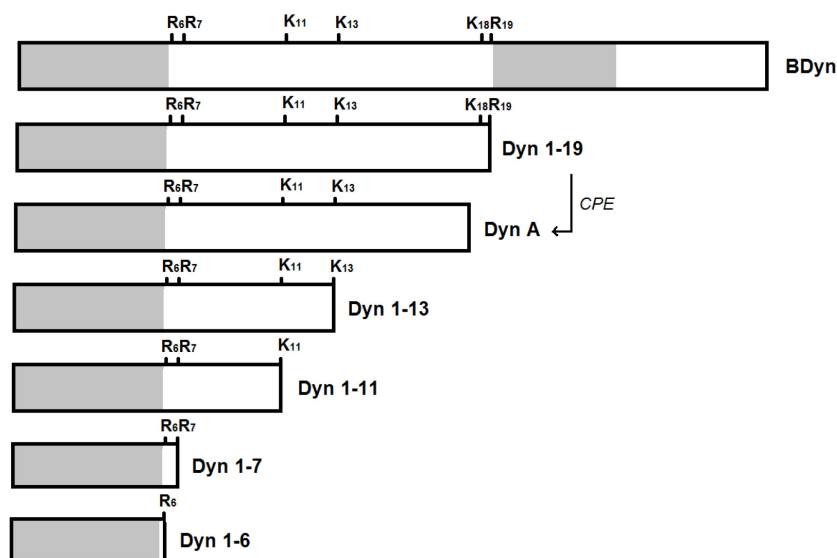 R6R7 K11 K13 K18R19
BDyn
R6R7 K11 K13 K18R19
Dyn 1-19
R6R7 K11 K13
CPE
Dyn A
R6R7 K11 K13
Dyn 1-13
R6R7 K11
Dyn 1-11
R6R7
Dyn 1-7
R6
Dyn 1-6